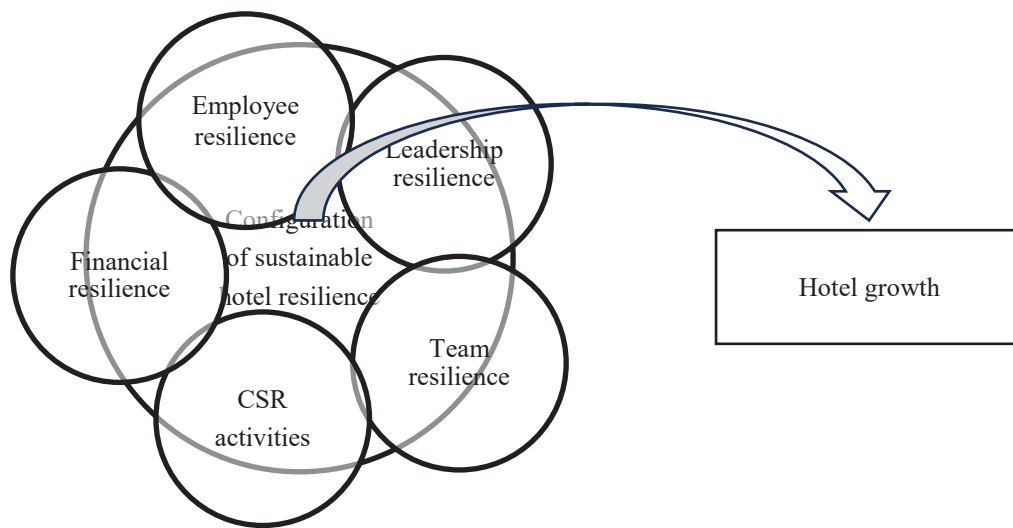 Employee
resilience
Leadership
resilience
Configuration
of sustainable
hotel resilience
Financial
resilience
Hotel growth
Team
resilience
CSR
activities